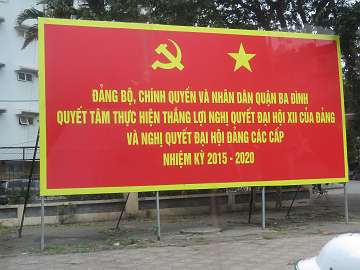 ĐẢNG BỘ, CHÍNH QUYỀN VÀ NHÂN DÂN QUẬN BA ĐÌNH
QUYẾT TÂM THỰC HIỆN THẮNG LỢI NGHỊ QUYẾT ĐẠI HỘI XII CỦA ĐẢNG
VÀ NGHỊ QUYẾT ĐẠI HỘI ĐẢNG CÁC CẤP
NHIỆM KỲ 2015 - 2020